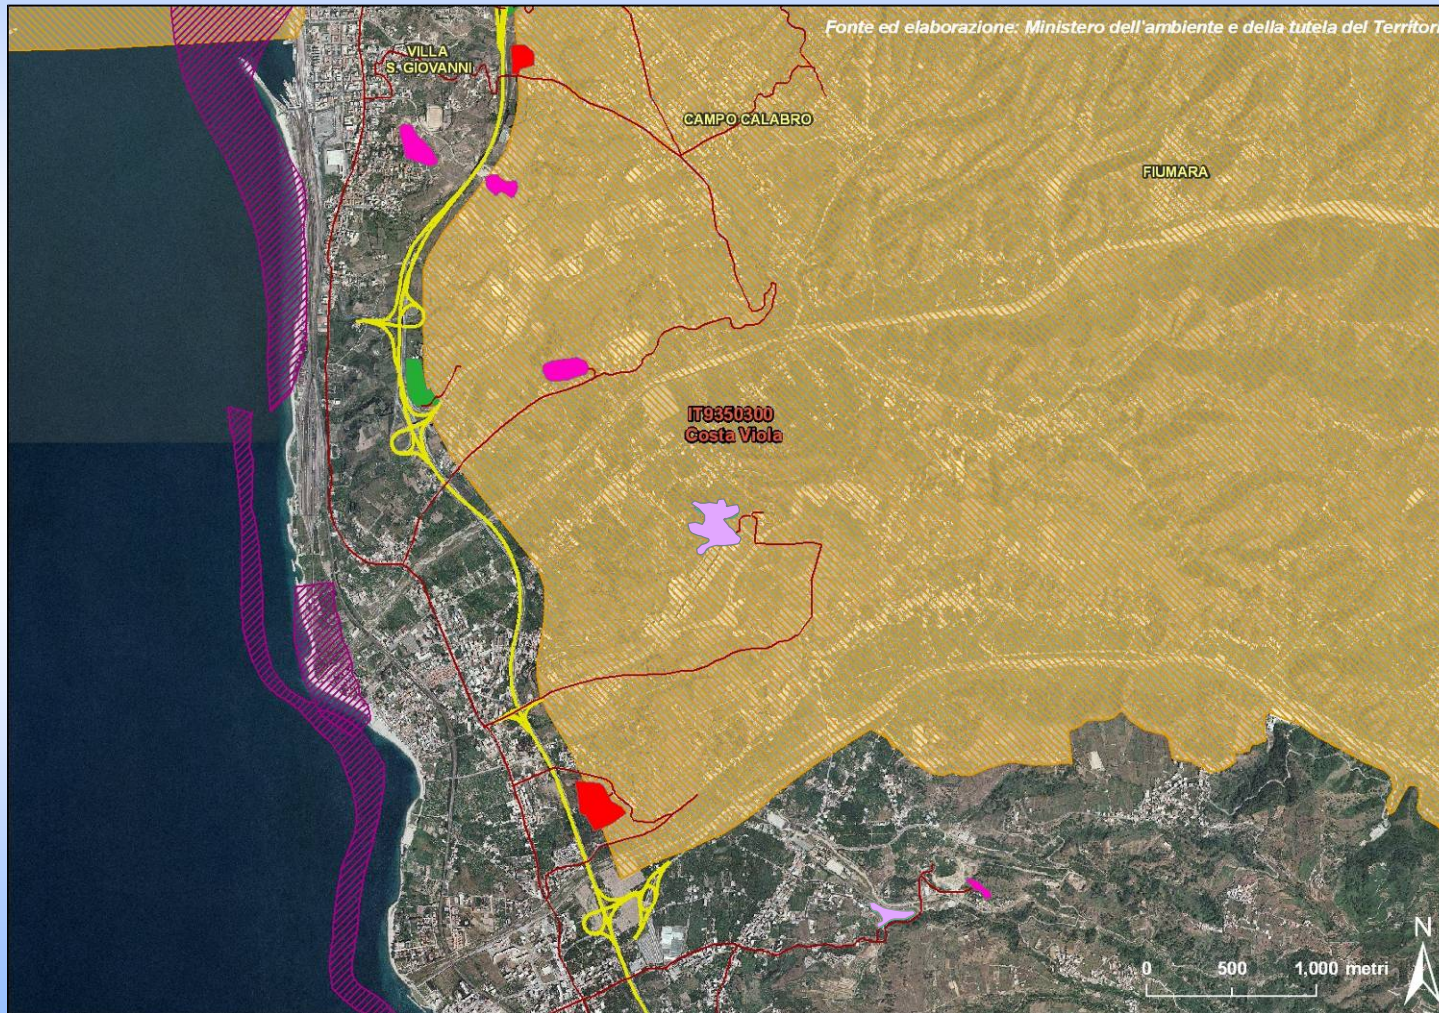 Fonte ed elaborazione: Ministero dell'ambiente e della tutela del Territori
VILLA
S. GIOVANNI
CAMPO CALABRO
FIUMARA
IT9350300
Costa Viola
N
0 500 1,000 metri